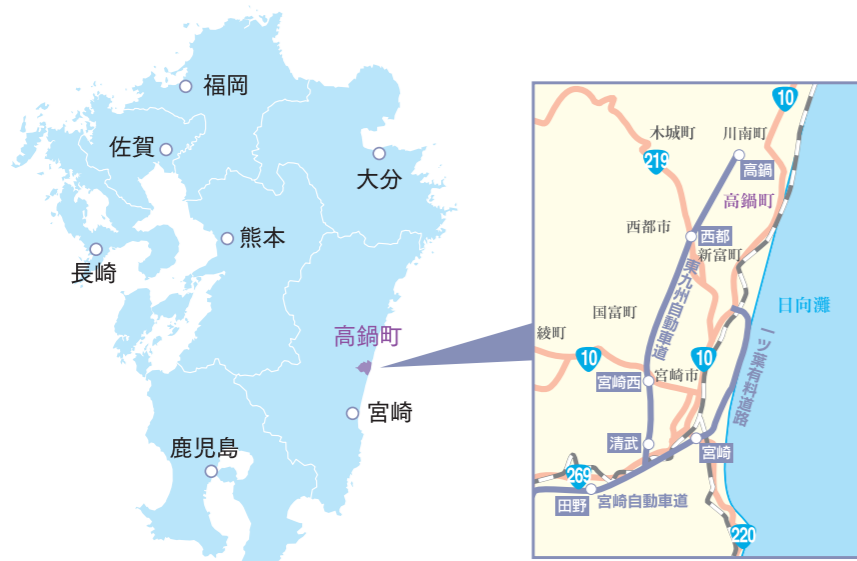 福岡
佐賀
大分
熊本
長崎
高鍋町
宮崎
鹿児島
10
木城町
川南町
219
高鍋
高鍋町
西都市
西都
新富町
東九州自動車道
日向灘
国富町
一ツ葉有料道路
綾町
10
10
宮崎市
宮崎西
清武
宮崎
269
田野
宮崎自動車道
220